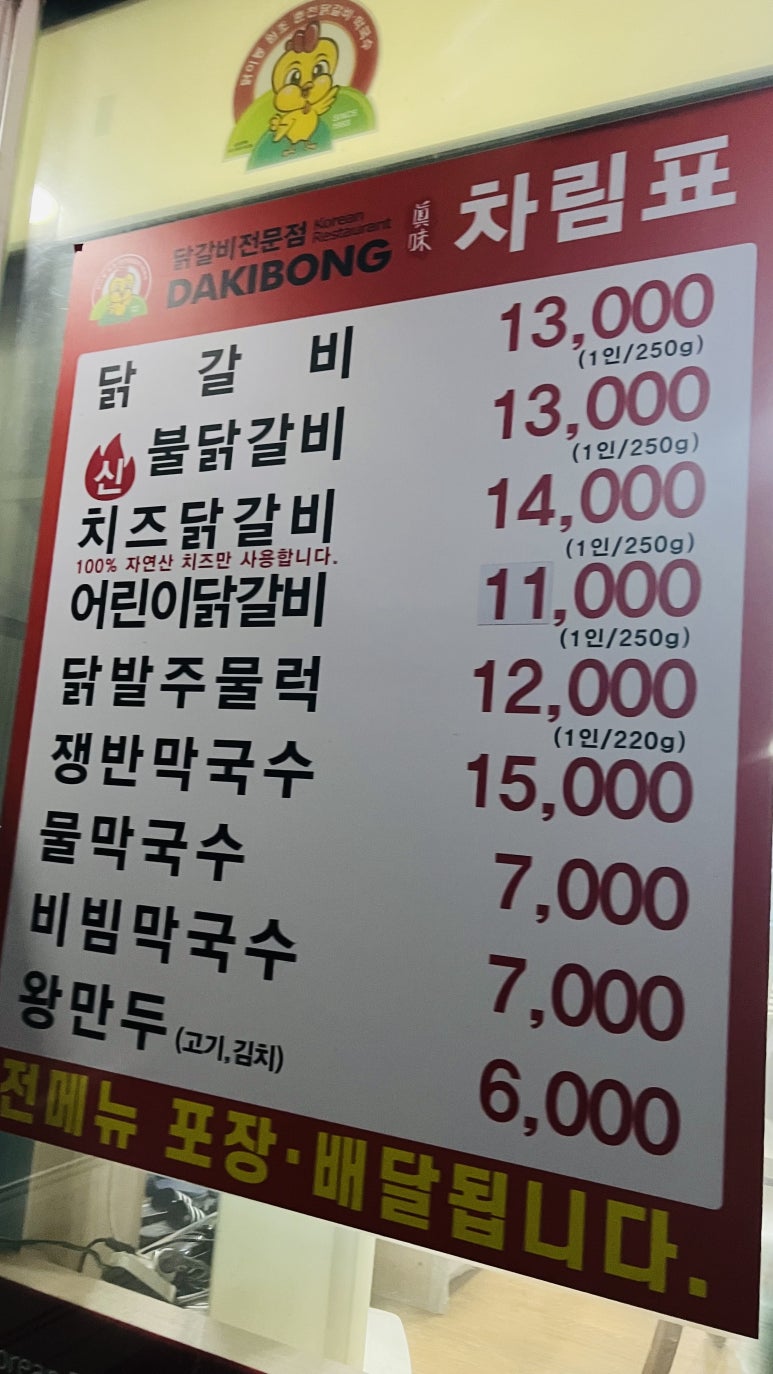 SINCE
닭갈비전문점 Korean Restaurant
DAKIBONG
眞味
차림표
닭갈비 13,000
(1인/250g)
신 불닭갈비 13,000
(1인/250g)
치즈닭갈비 14,000
100% 자연산 치즈만 사용합니다.
(1인/250g)
어린이닭갈비 11,000
(1인/250g)
닭발주물럭 12,000
(1인/220g)
쟁반막국수 15,000
물막국수 7,000
비빔막국수 7,000
왕만두 (고기,김치) 6,000
전메뉴 포장·배달됩니다.